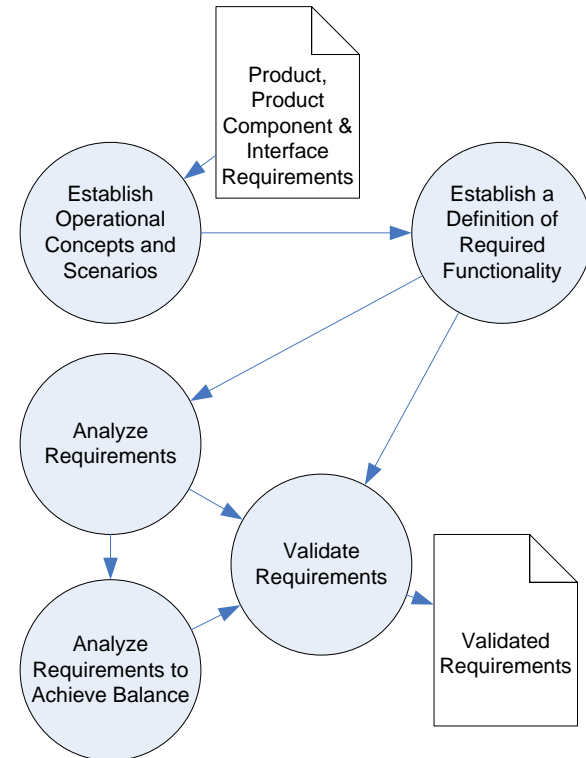 Product,
Product
Component &
Interface
Requirements
Establish
Operational
Concepts and
Scenarios
Establish a
Definition of
Required
Functionality
Analyze
Requirements
Validate
Requirements
Analyze
Requirements to
Achieve Balance
Validated
Requirements